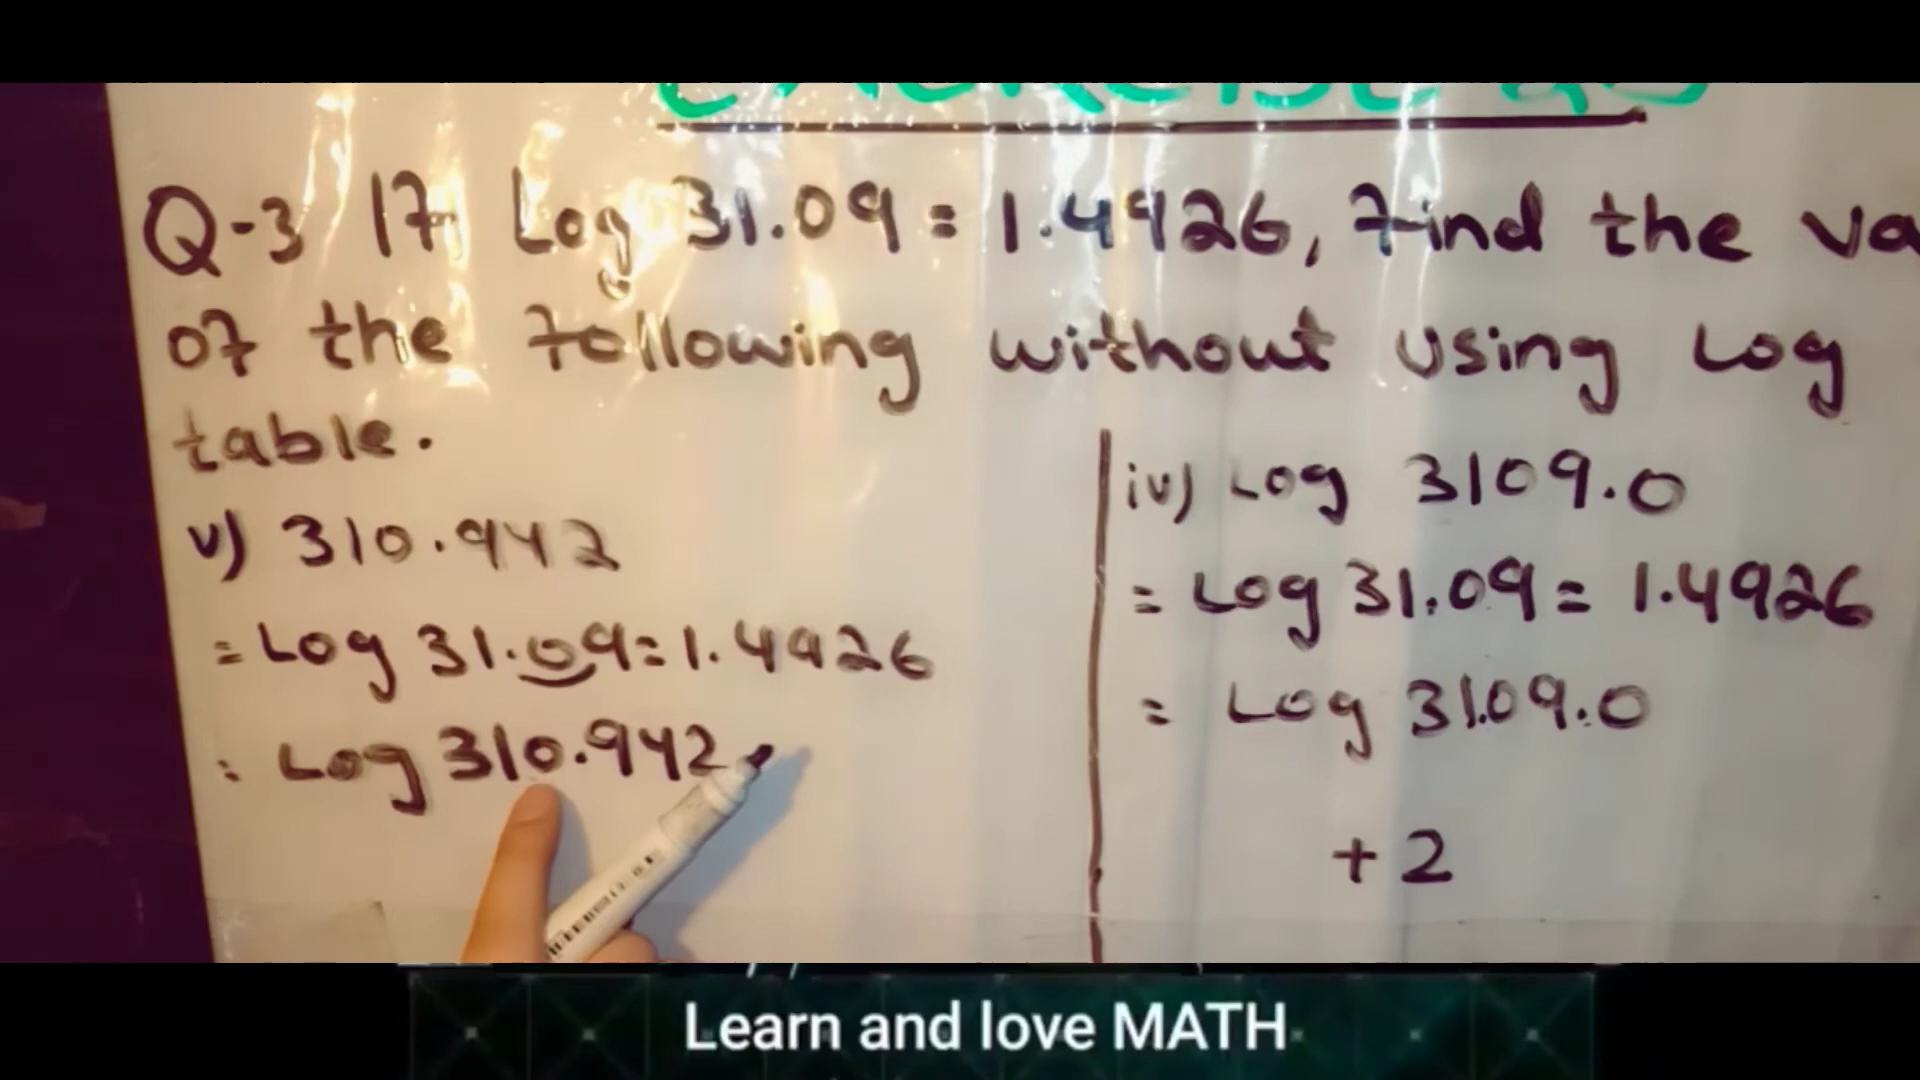 Q-3 If Log 31.09 = 1.4926, Find the va
of the following without using Log
table.
v) 310.942
= Log 31.09 = 1.4926
= Log 310.942
iv) Log 3109.0
= Log 31.09 = 1.4926
= Log 31.09.0
+ 2
Learn and love MATH